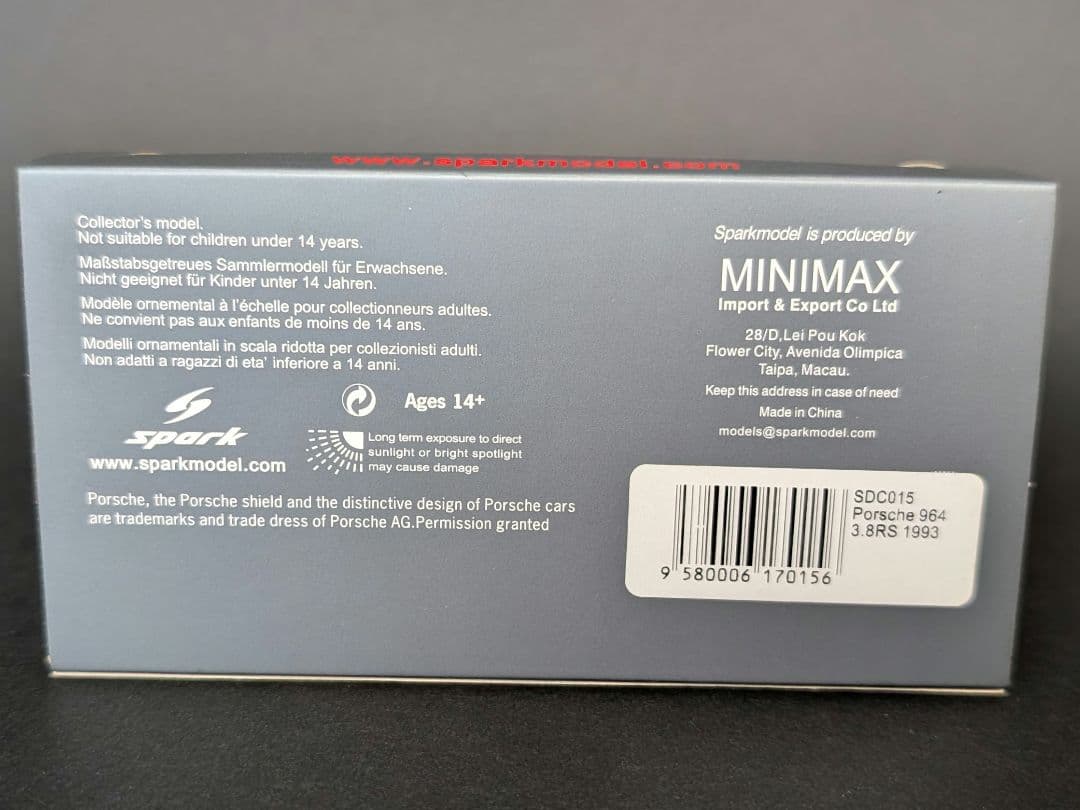 www.sparkmodel.com
Collector's model.
Not suitable for children under 14 years.
Maßstabsgetreues Sammlermodell für Erwachsene.
Nicht geeignet für Kinder unter 14 Jahren.
Modèle ornemental à l'échelle pour collectionneurs adultes.
Ne convient pas aux enfants de moins de 14 ans.
Modelli ornamentali in scala ridotta per collezionisti adulti.
Non adatti a ragazzi di eta' inferiore a 14 anni.
spark
www.sparkmodel.com
Ages 14+
Long term exposure to direct
sunlight or bright spotlight
may cause damage
Porsche, the Porsche shield and the distinctive design of Porsche cars
are trademarks and trade dress of Porsche AG.Permission granted
Sparkmodel is produced by
MINIMAX
Import & Export Co Ltd
28/D,Lei Pou Kok
Flower City, Avenida Olimpica
Taipa, Macau.
Keep this address in case of need
Made in China
models@sparkmodel.com
SDC015
Porsche 964
3.8RS 1993
9 580006 170156